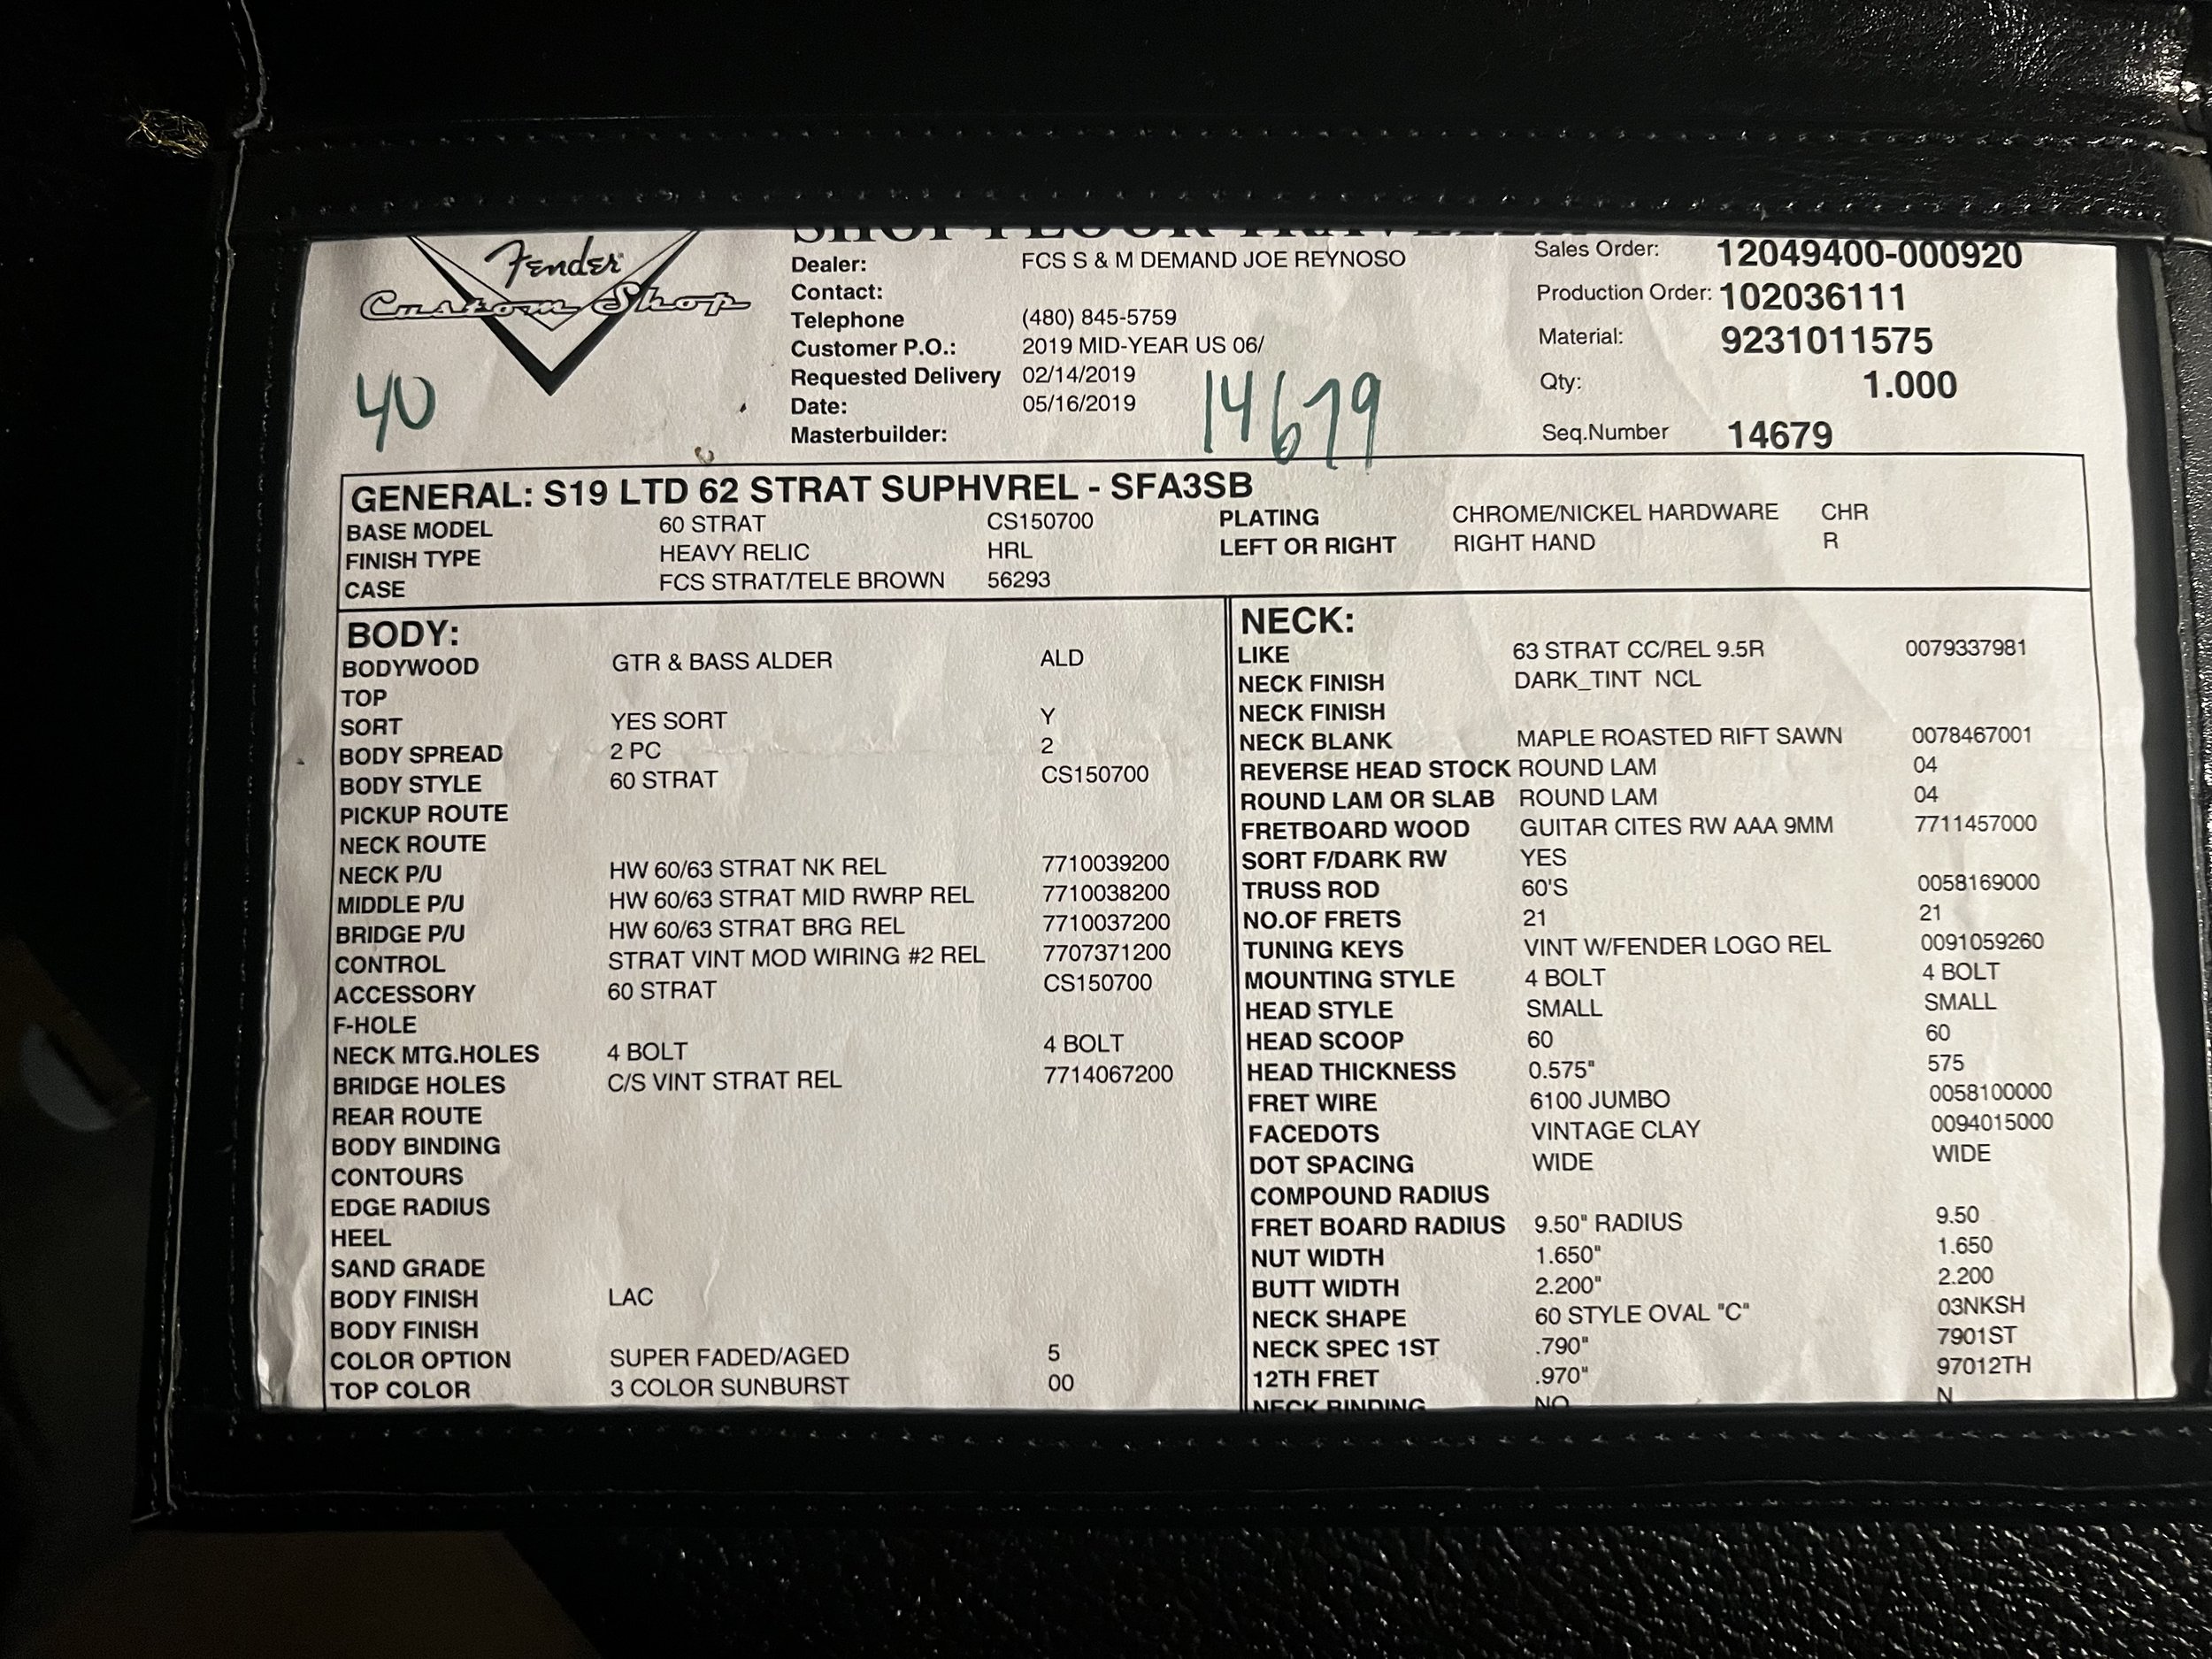 Fender
Custom Shop
SHOP FLOOR TRAVELER
Dealer: FCS S & M DEMAND JOE REYNOSO
Contact:
Telephone (480) 845-5759
Customer P.O.: 2019 MID-YEAR US 06/
Requested Delivery 02/14/2019
Date: 05/16/2019
Masterbuilder:
40
14679
Sales Order: 12049400-000920
Production Order: 102036111
Material: 9231011575
Qty: 1.000
Seq.Number 14679
GENERAL: S19 LTD 62 STRAT SUPHVREL - SFA3SB
BASE MODEL 60 STRAT CS150700
FINISH TYPE HEAVY RELIC HRL
CASE FCS STRAT/TELE BROWN 56293
PLATING CHROME/NICKEL HARDWARE CHR
LEFT OR RIGHT RIGHT HAND R
BODY:
BODYWOOD GTR & BASS ALDER ALD
TOP
SORT YES SORT Y
BODY SPREAD 2 PC 2
BODY STYLE 60 STRAT CS150700
PICKUP ROUTE
NECK ROUTE
NECK P/U HW 60/63 STRAT NK REL 7710039200
MIDDLE P/U HW 60/63 STRAT MID RWRP REL 7710038200
BRIDGE P/U HW 60/63 STRAT BRG REL 7710037200
CONTROL STRAT VINT MOD WIRING #2 REL 7707371200
ACCESSORY 60 STRAT CS150700
F-HOLE
NECK MTG.HOLES 4 BOLT 4 BOLT
BRIDGE HOLES C/S VINT STRAT REL 7714067200
REAR ROUTE
BODY BINDING
CONTOURS
EDGE RADIUS
HEEL
SAND GRADE
BODY FINISH LAC
BODY FINISH
COLOR OPTION SUPER FADED/AGED 5
TOP COLOR 3 COLOR SUNBURST 00
NECK:
LIKE 63 STRAT CC/REL 9.5R 0079337981
NECK FINISH DARK_TINT NCL
NECK FINISH
NECK BLANK MAPLE ROASTED RIFT SAWN 0078467001
REVERSE HEAD STOCK ROUND LAM 04
ROUND LAM OR SLAB ROUND LAM 04
FRETBOARD WOOD GUITAR CITES RW AAA 9MM 7711457000
SORT F/DARK RW YES
TRUSS ROD 60'S 0058169000
NO.OF FRETS 21 21
TUNING KEYS VINT W/FENDER LOGO REL 0091059260
MOUNTING STYLE 4 BOLT 4 BOLT
HEAD STYLE SMALL SMALL
HEAD SCOOP 60 60
HEAD THICKNESS 0.575" 575
FRET WIRE 6100 JUMBO 0058100000
FACEDOTS VINTAGE CLAY 0094015000
DOT SPACING WIDE WIDE
COMPOUND RADIUS
FRET BOARD RADIUS 9.50" RADIUS 9.50
NUT WIDTH 1.650" 1.650
BUTT WIDTH 2.200" 2.200
NECK SHAPE 60 STYLE OVAL "C" 03NKSH
NECK SPEC 1ST .790" 7901ST
12TH FRET .970" 97012TH
NECK BINDING NO N